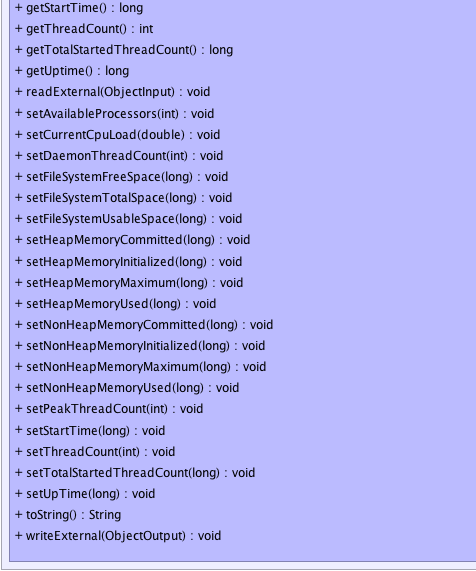 + getStartTime() : long
+ getThreadCount() : int
+ getTotalStartedThreadCount() : long
+ getUptime() : long
+ readExternal(ObjectInput) : void
+ setAvailableProcessors(int) : void
+ setCurrentCpuLoad(double) : void
+ setDaemonThreadCount(int) : void
+ setFileSystemFreeSpace(long) : void
+ setFileSystemTotalSpace(long) : void
+ setFileSystemUsableSpace(long) : void
+ setHeapMemoryCommitted(long) : void
+ setHeapMemoryInitialized(long) : void
+ setHeapMemoryMaximum(long) : void
+ setHeapMemoryUsed(long) : void
+ setNonHeapMemoryCommitted(long) : void
+ setNonHeapMemoryInitialized(long) : void
+ setNonHeapMemoryMaximum(long) : void
+ setNonHeapMemoryUsed(long) : void
+ setPeakThreadCount(int) : void
+ setStartTime(long) : void
+ setThreadCount(int) : void
+ setTotalStartedThreadCount(long) : void
+ setUpTime(long) : void
+ toString() : String
+ writeExternal(ObjectOutput) : void